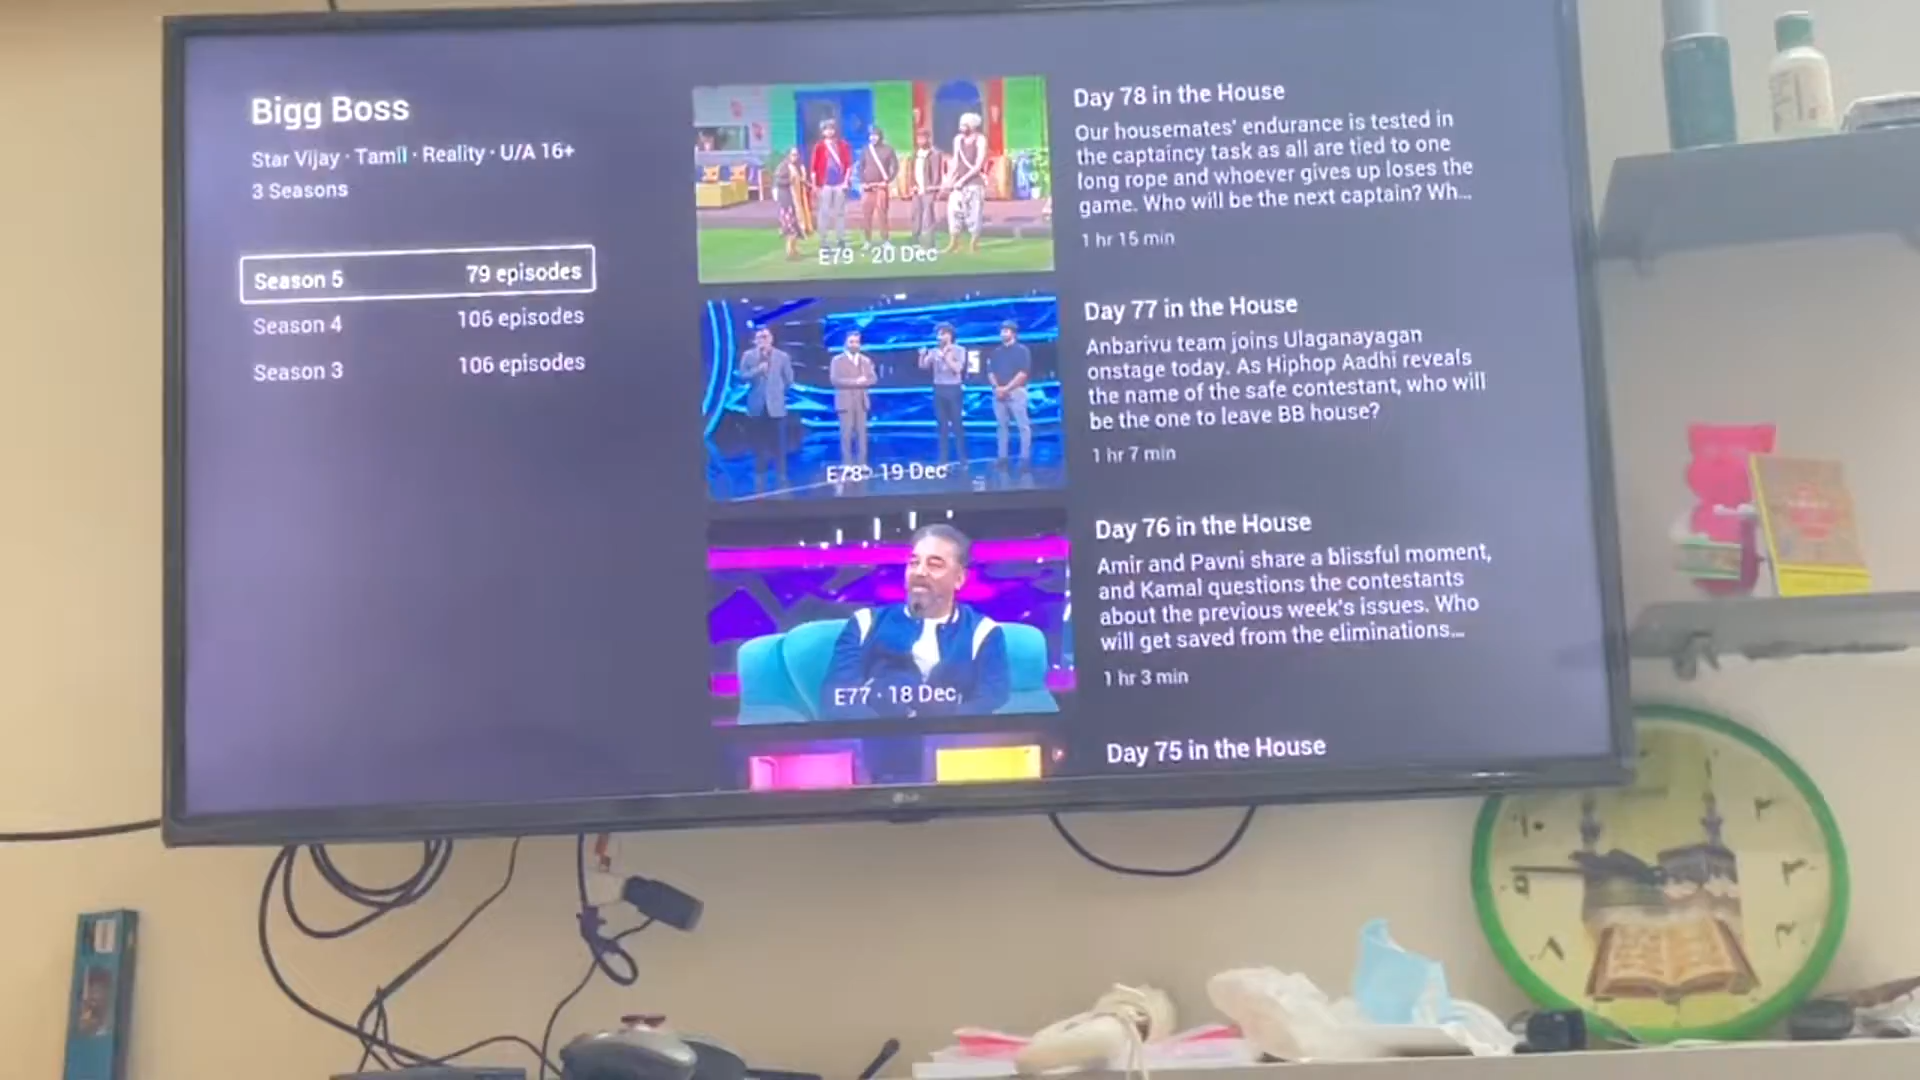 Bigg Boss
Star Vijay · Tamil · Reality · U/A 16+
3 Seasons
Season 5 79 episodes
Season 4 106 episodes
Season 3 106 episodes
E79 · 20 Dec
Day 78 in the House
Our housemates' endurance is tested in
the captaincy task as all are tied to one
long rope and whoever gives up loses the
game. Who will be the next captain? Wh...
1 hr 15 min
E78 · 19 Dec
Day 77 in the House
Anbarivu team joins Ulaganayagan
onstage today. As Hiphop Aadhi reveals
the name of the safe contestant, who will
be the one to leave BB house?
1 hr 7 min
E77 · 18 Dec
Day 76 in the House
Amir and Pavni share a blissful moment,
and Kamal questions the contestants
about the previous week's issues. Who
will get saved from the eliminations...
1 hr 3 min
Day 75 in the House
LG